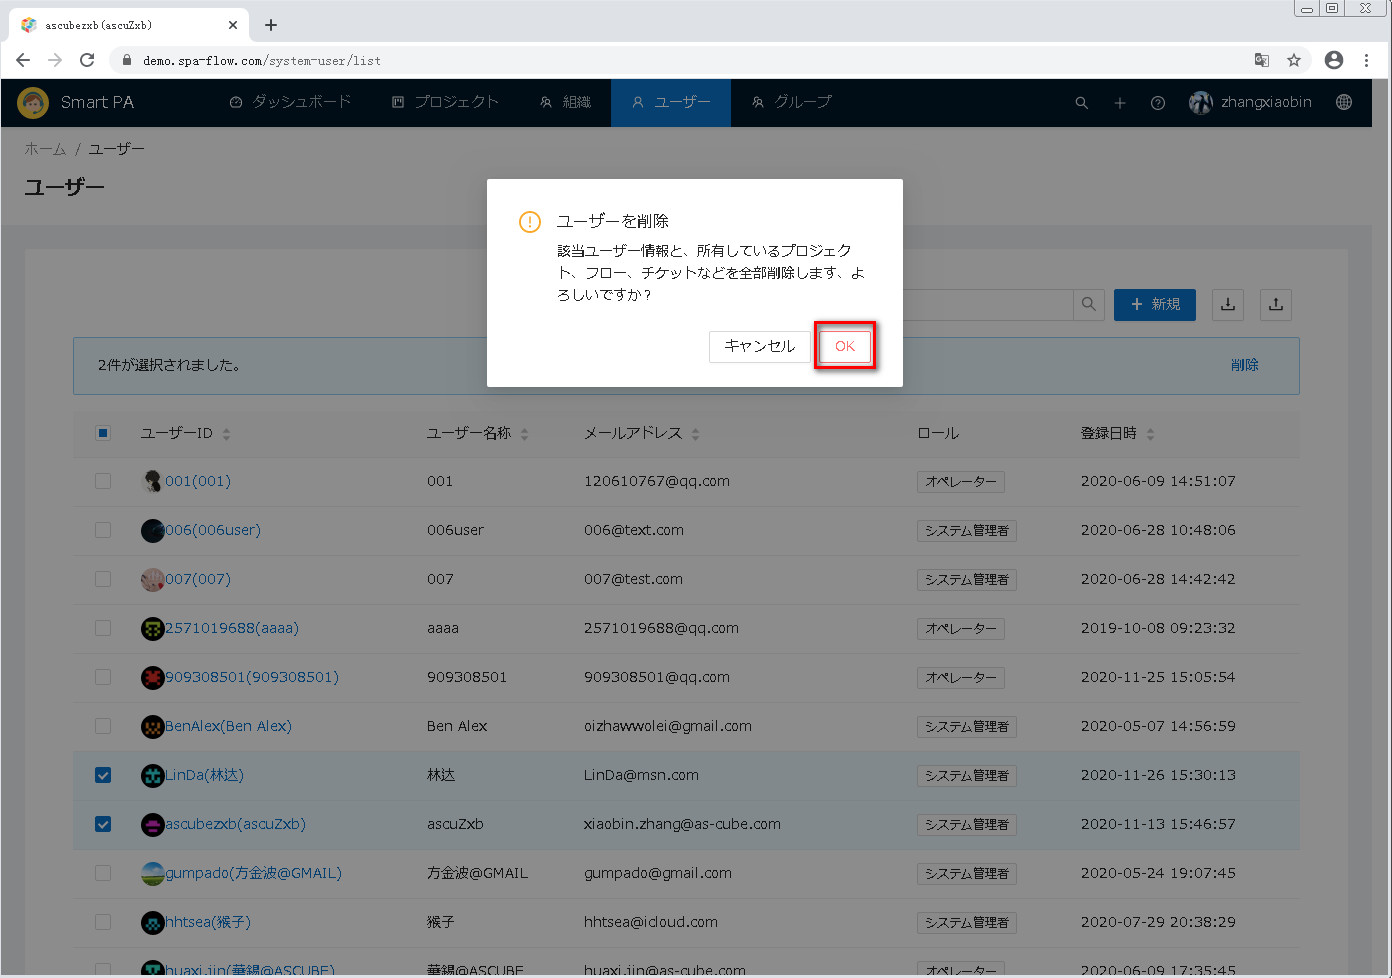 ascubezxb(ascuZxb)
demo.spa-flow.com/system-user/list
Smart PA ダッシュボード プロジェクト 組織 ユーザー グループ zhangxiaobin
ホーム / ユーザー
ユーザー
ユーザーを削除
該当ユーザー情報と、所有しているプロジェク
ト、フロー、チケットなどを全部削除します、よ
ろしいですか？
キャンセル OK
+ 新規
2件が選択されました。 削除
ユーザーID ユーザー名称 メールアドレス ロール 登録日時
001(001) 001 120610767@qq.com オペレーター 2020-06-09 14:51:07
006(006user) 006user 006@text.com システム管理者 2020-06-28 10:48:06
007(007) 007 007@test.com システム管理者 2020-06-28 14:42:42
2571019688(aaaa) aaaa 2571019688@qq.com オペレーター 2019-10-08 09:23:32
909308501(909308501) 909308501 909308501@qq.com オペレーター 2020-11-25 15:05:54
BenAlex(Ben Alex) Ben Alex oizhawwolei@gmail.com システム管理者 2020-05-07 14:56:59
LinDa(林达) 林达 LinDa@msn.com システム管理者 2020-11-26 15:30:13
ascubezxb(ascuZxb) ascuZxb xiaobin.zhang@as-cube.com システム管理者 2020-11-13 15:46:57
gumpado(方金波@GMAIL) 方金波@GMAIL gumpado@gmail.com システム管理者 2020-05-24 19:07:45
hhtsea(猴子) 猴子 hhtsea@icloud.com システム管理者 2020-07-29 20:38:29
huaxi.jin(華錫@ASCUBE) 華錫@ASCUBE huaxi.jin@as-cube.com オペレーター 2020-06-09 17:35:45